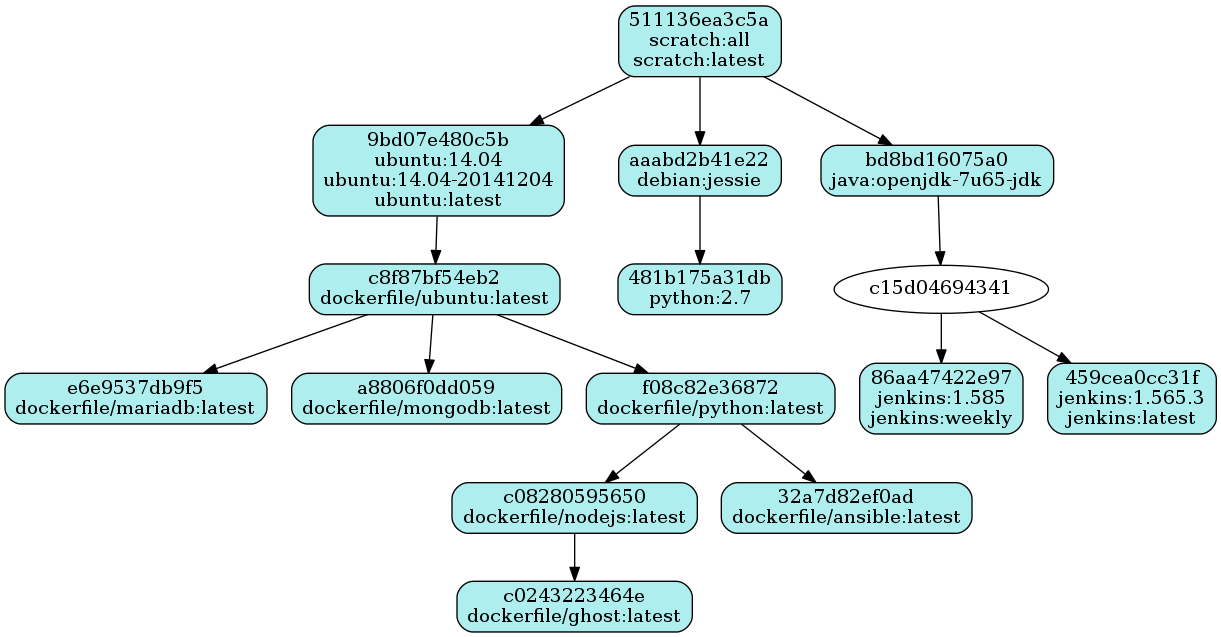 511136ea3c5a
scratch:all
scratch:latest
9bd07e480c5b
ubuntu:14.04
ubuntu:14.04-20141204
ubuntu:latest
aaabd2b41e22
debian:jessie
bd8bd16075a0
java:openjdk-7u65-jdk
c8f87bf54eb2
dockerfile/ubuntu:latest
481b175a31db
python:2.7
c15d04694341
e6e9537db9f5
dockerfile/mariadb:latest
a8806f0dd059
dockerfile/mongodb:latest
f08c82e36872
dockerfile/python:latest
86aa47422e97
jenkins:1.585
jenkins:weekly
459cea0cc31f
jenkins:1.565.3
jenkins:latest
c08280595650
dockerfile/nodejs:latest
32a7d82ef0ad
dockerfile/ansible:latest
c0243223464e
dockerfile/ghost:latest